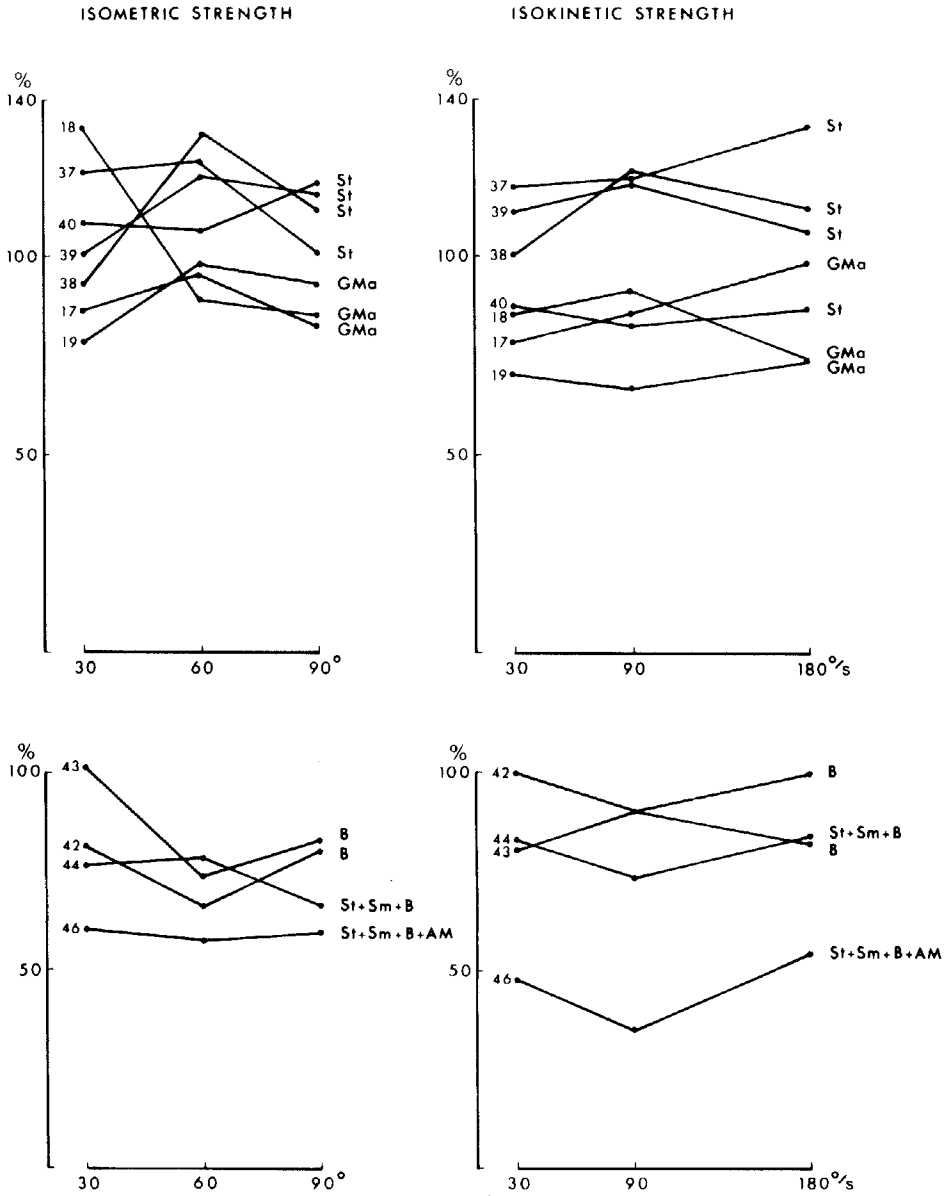 ISOMETRIC STRENGTH
%
140
100
50
18
37
40
39
38
17
19
St
St
St
St
GMa
GMa
GMa
30 60 90°
ISOKINETIC STRENGTH
%
140
100
50
37
39
38
40
18
17
19
St
St
St
GMa
St
GMa
GMa
30 90 180°/s
%
100
50
43
42
44
46
B
B
St+Sm+B
St+Sm+B+AM
30 60 90°
%
100
50
42
44
43
46
B
St+Sm+B
B
St+Sm+B+AM
30 90 180°/s